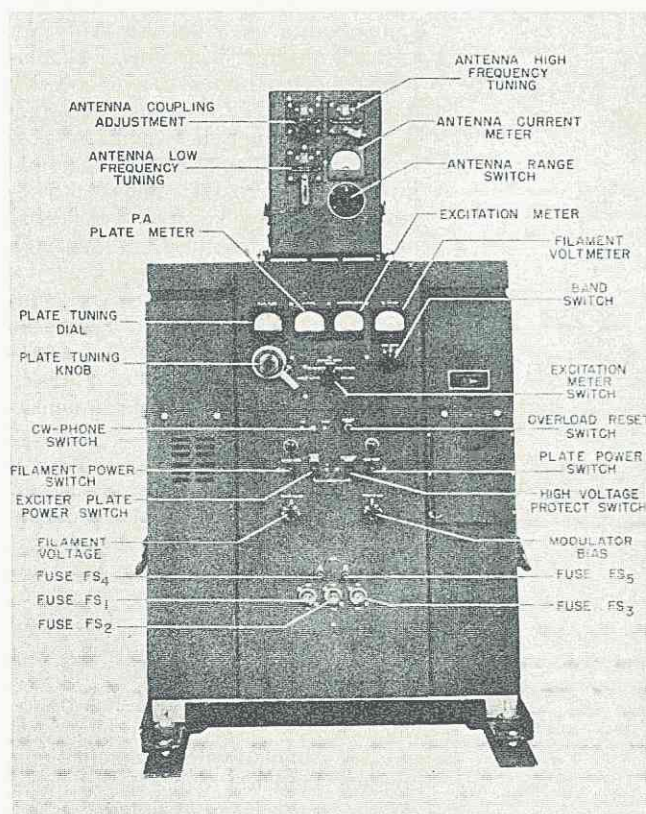 ANTENNA HIGH
FREQUENCY
TUNING
ANTENNA COUPLING
ADJUSTMENT
ANTENNA CURRENT
METER
ANTENNA LOW
FREQUENCY
TUNING
ANTENNA RANGE
SWITCH
P.A.
PLATE METER
EXCITATION METER
FILAMENT
VOLTMETER
BAND
SWITCH
PLATE TUNING
DIAL
PLATE TUNING
KNOB
EXCITATION
METER
SWITCH
CW-PHONE
SWITCH
OVERLOAD RESET
SWITCH
FILAMENT POWER
SWITCH
PLATE POWER
SWITCH
EXCITER PLATE
POWER SWITCH
HIGH VOLTAGE
PROTECT SWITCH
FILAMENT
VOLTAGE
MODULATOR
BIAS
FUSE FS4
FUSE FS5
FUSE FS1
FUSE FS3
FUSE FS2